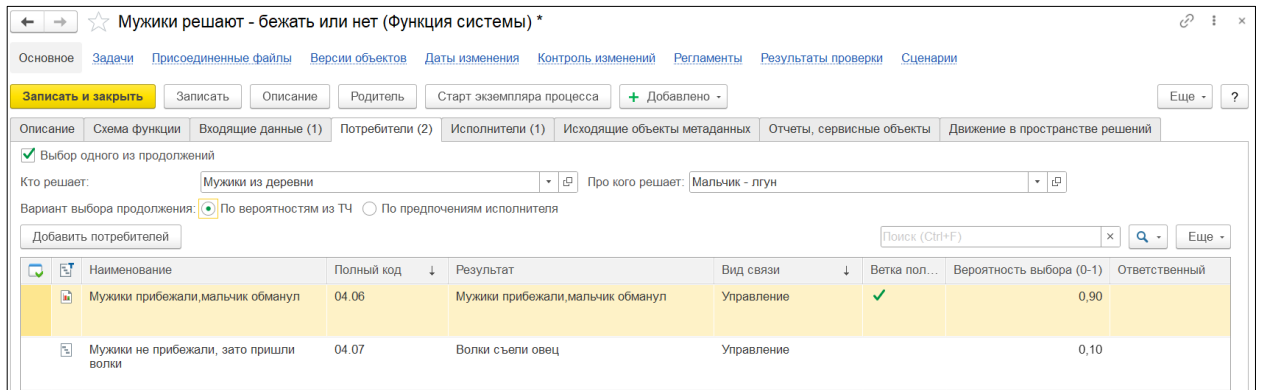 Мужики решают - бежать или нет (Функция системы) *
Основное Задачи Присоединенные файлы Версии объектов Даты изменения Контроль изменений Регламенты Результаты проверки Сценарии
Записать и закрыть Записать Описание Родитель Старт экземпляра процесса + Добавлено Еще ?
Описание Схема функции Входящие данные (1) Потребители (2) Исполнители (1) Исходящие объекты метаданных Отчеты, сервисные объекты Движение в пространстве решений
Выбор одного из продолжений
Кто решает: Мужики из деревни Про кого решает: Мальчик - лгун
Вариант выбора продолжения: По вероятностям из ТЧ По предпочениям исполнителя
Добавить потребителей Поиск (Ctrl+F) × Еще
Наименование Полный код ↓ Результат Вид связи ↓ Ветка пол... Вероятность выбора (0-1) Ответственный
Мужики прибежали,мальчик обманул 04.06 Мужики прибежали,мальчик обманул Управление 0,90
Мужики не прибежали, зато пришли 04.07 Волки съели овец Управление 0,10
волки